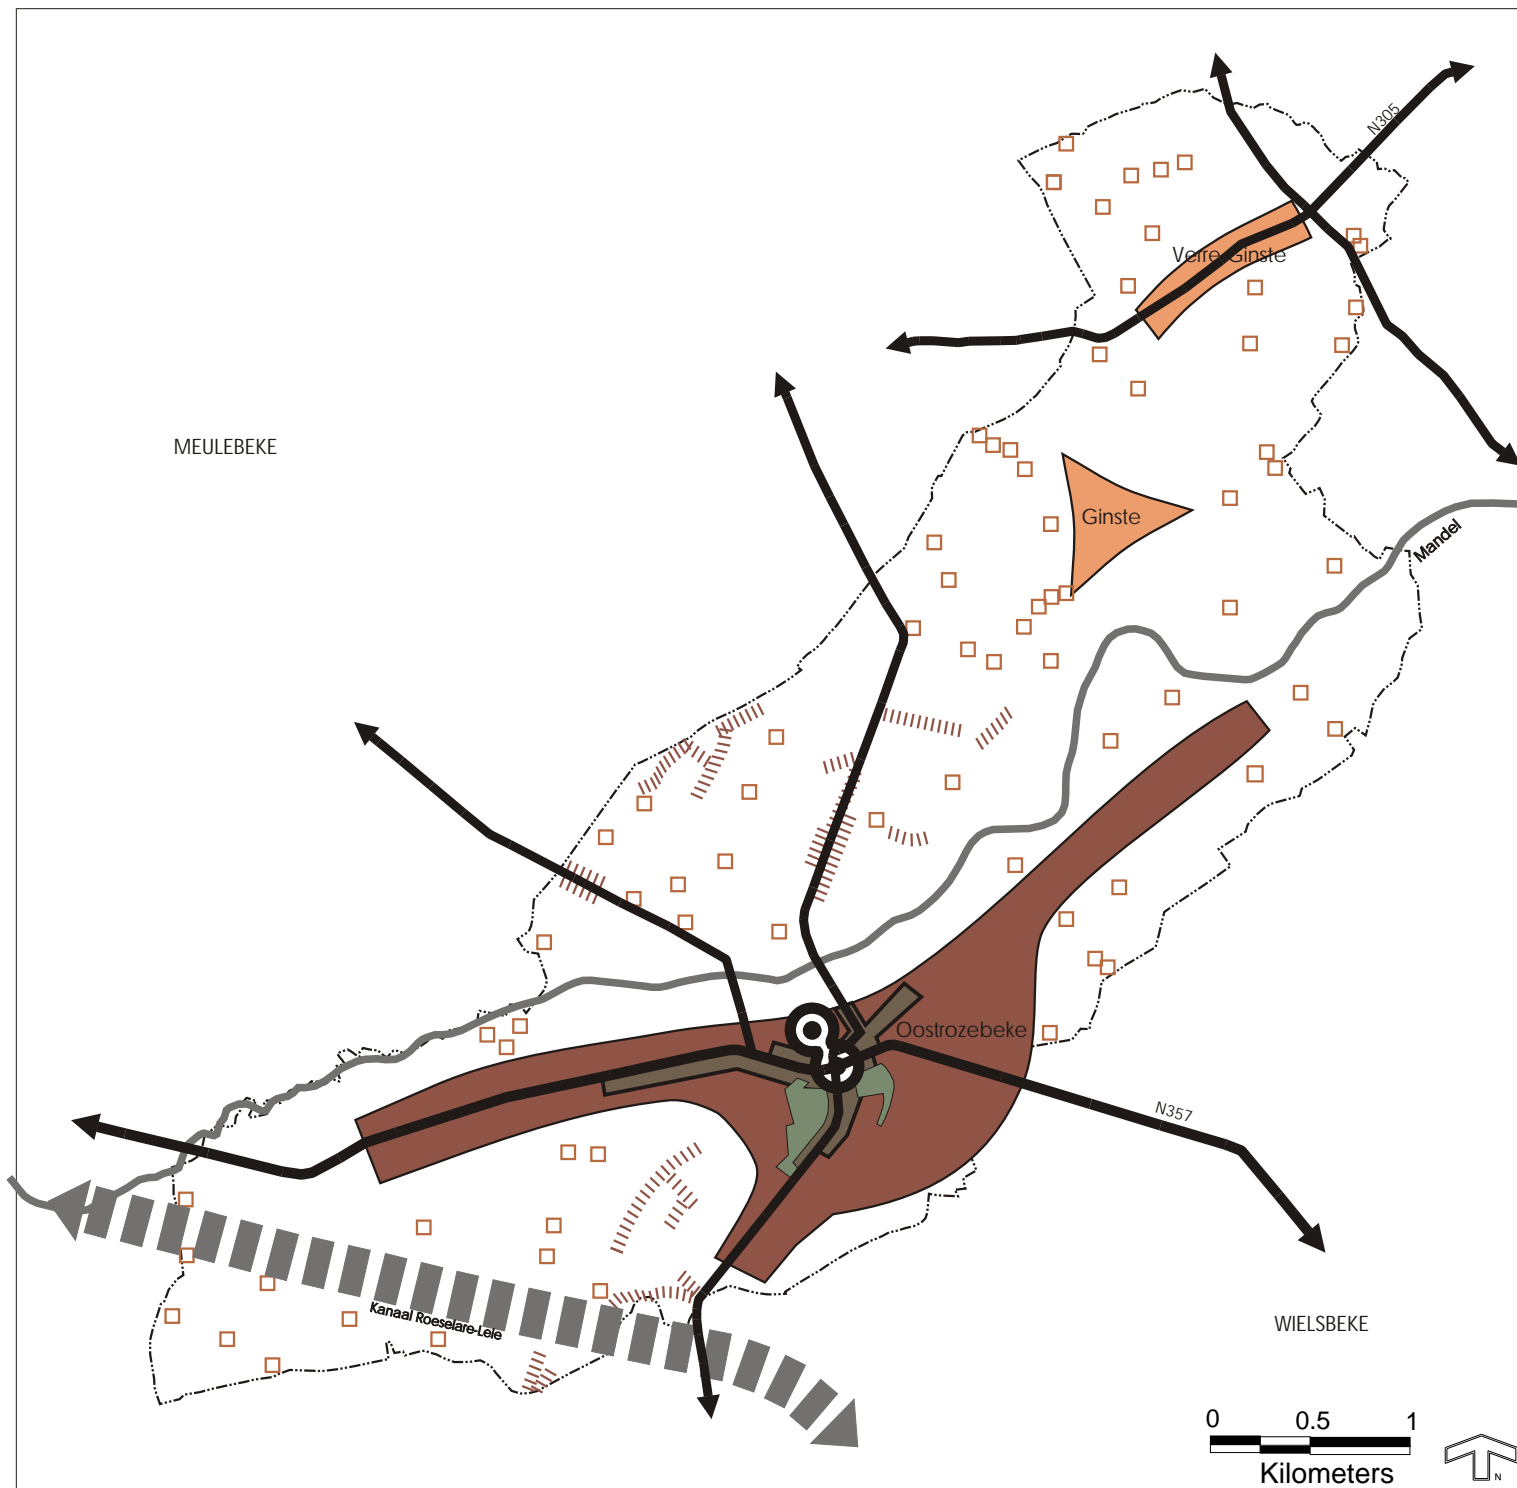 N305
Verre Ginste
MEULEBEKE
Ginste
Mandel
Oostrozebeke
N357
Kanaal Roeselare-Leie
WIELSBEKE
0 0.5 1
Kilometers
N